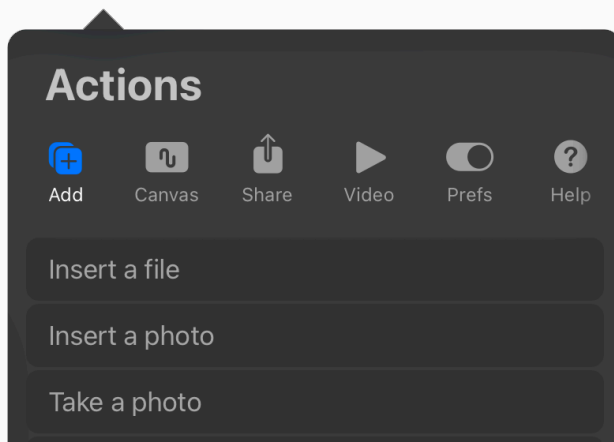 Actions
Add Canvas Share Video Prefs Help
Insert a file
Insert a photo
Take a photo